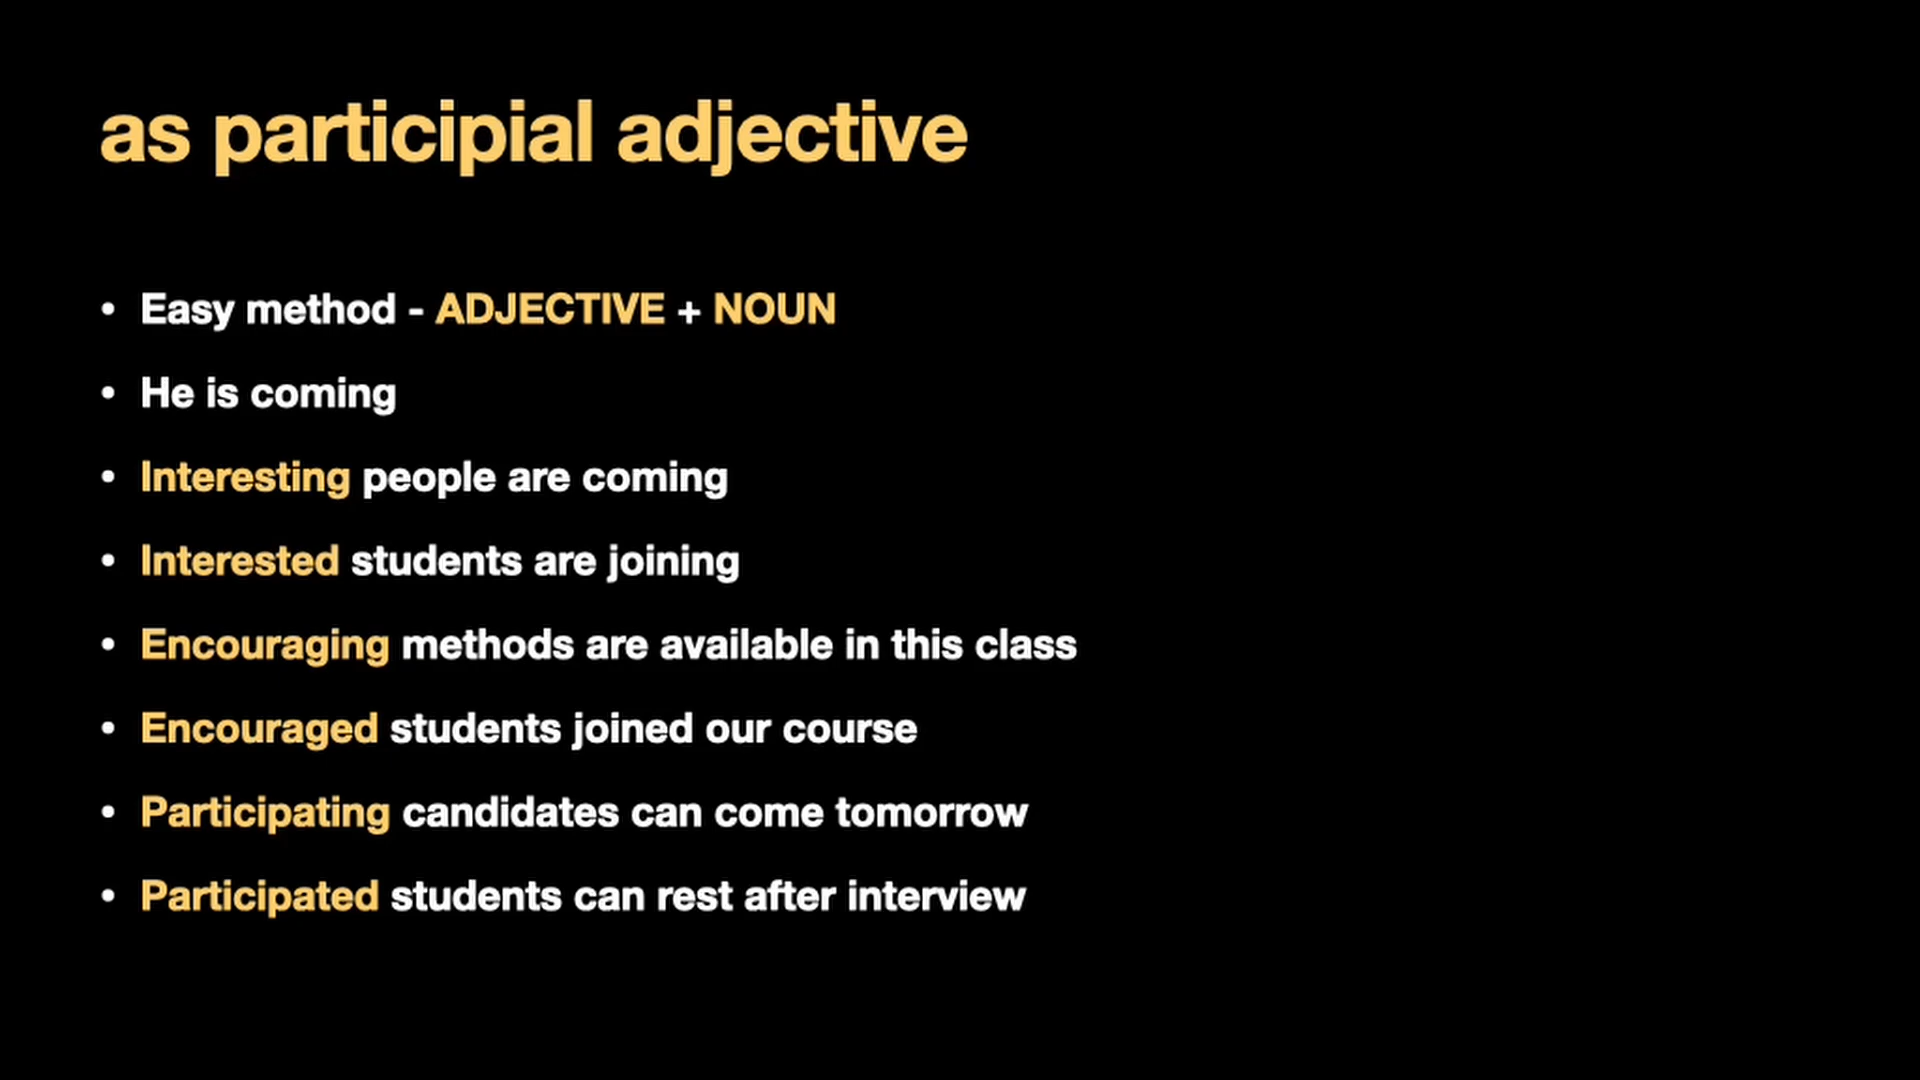 as participial adjective
• Easy method - ADJECTIVE + NOUN
• He is coming
• Interesting people are coming
• Interested students are joining
• Encouraging methods are available in this class
• Encouraged students joined our course
• Participating candidates can come tomorrow
• Participated students can rest after interview